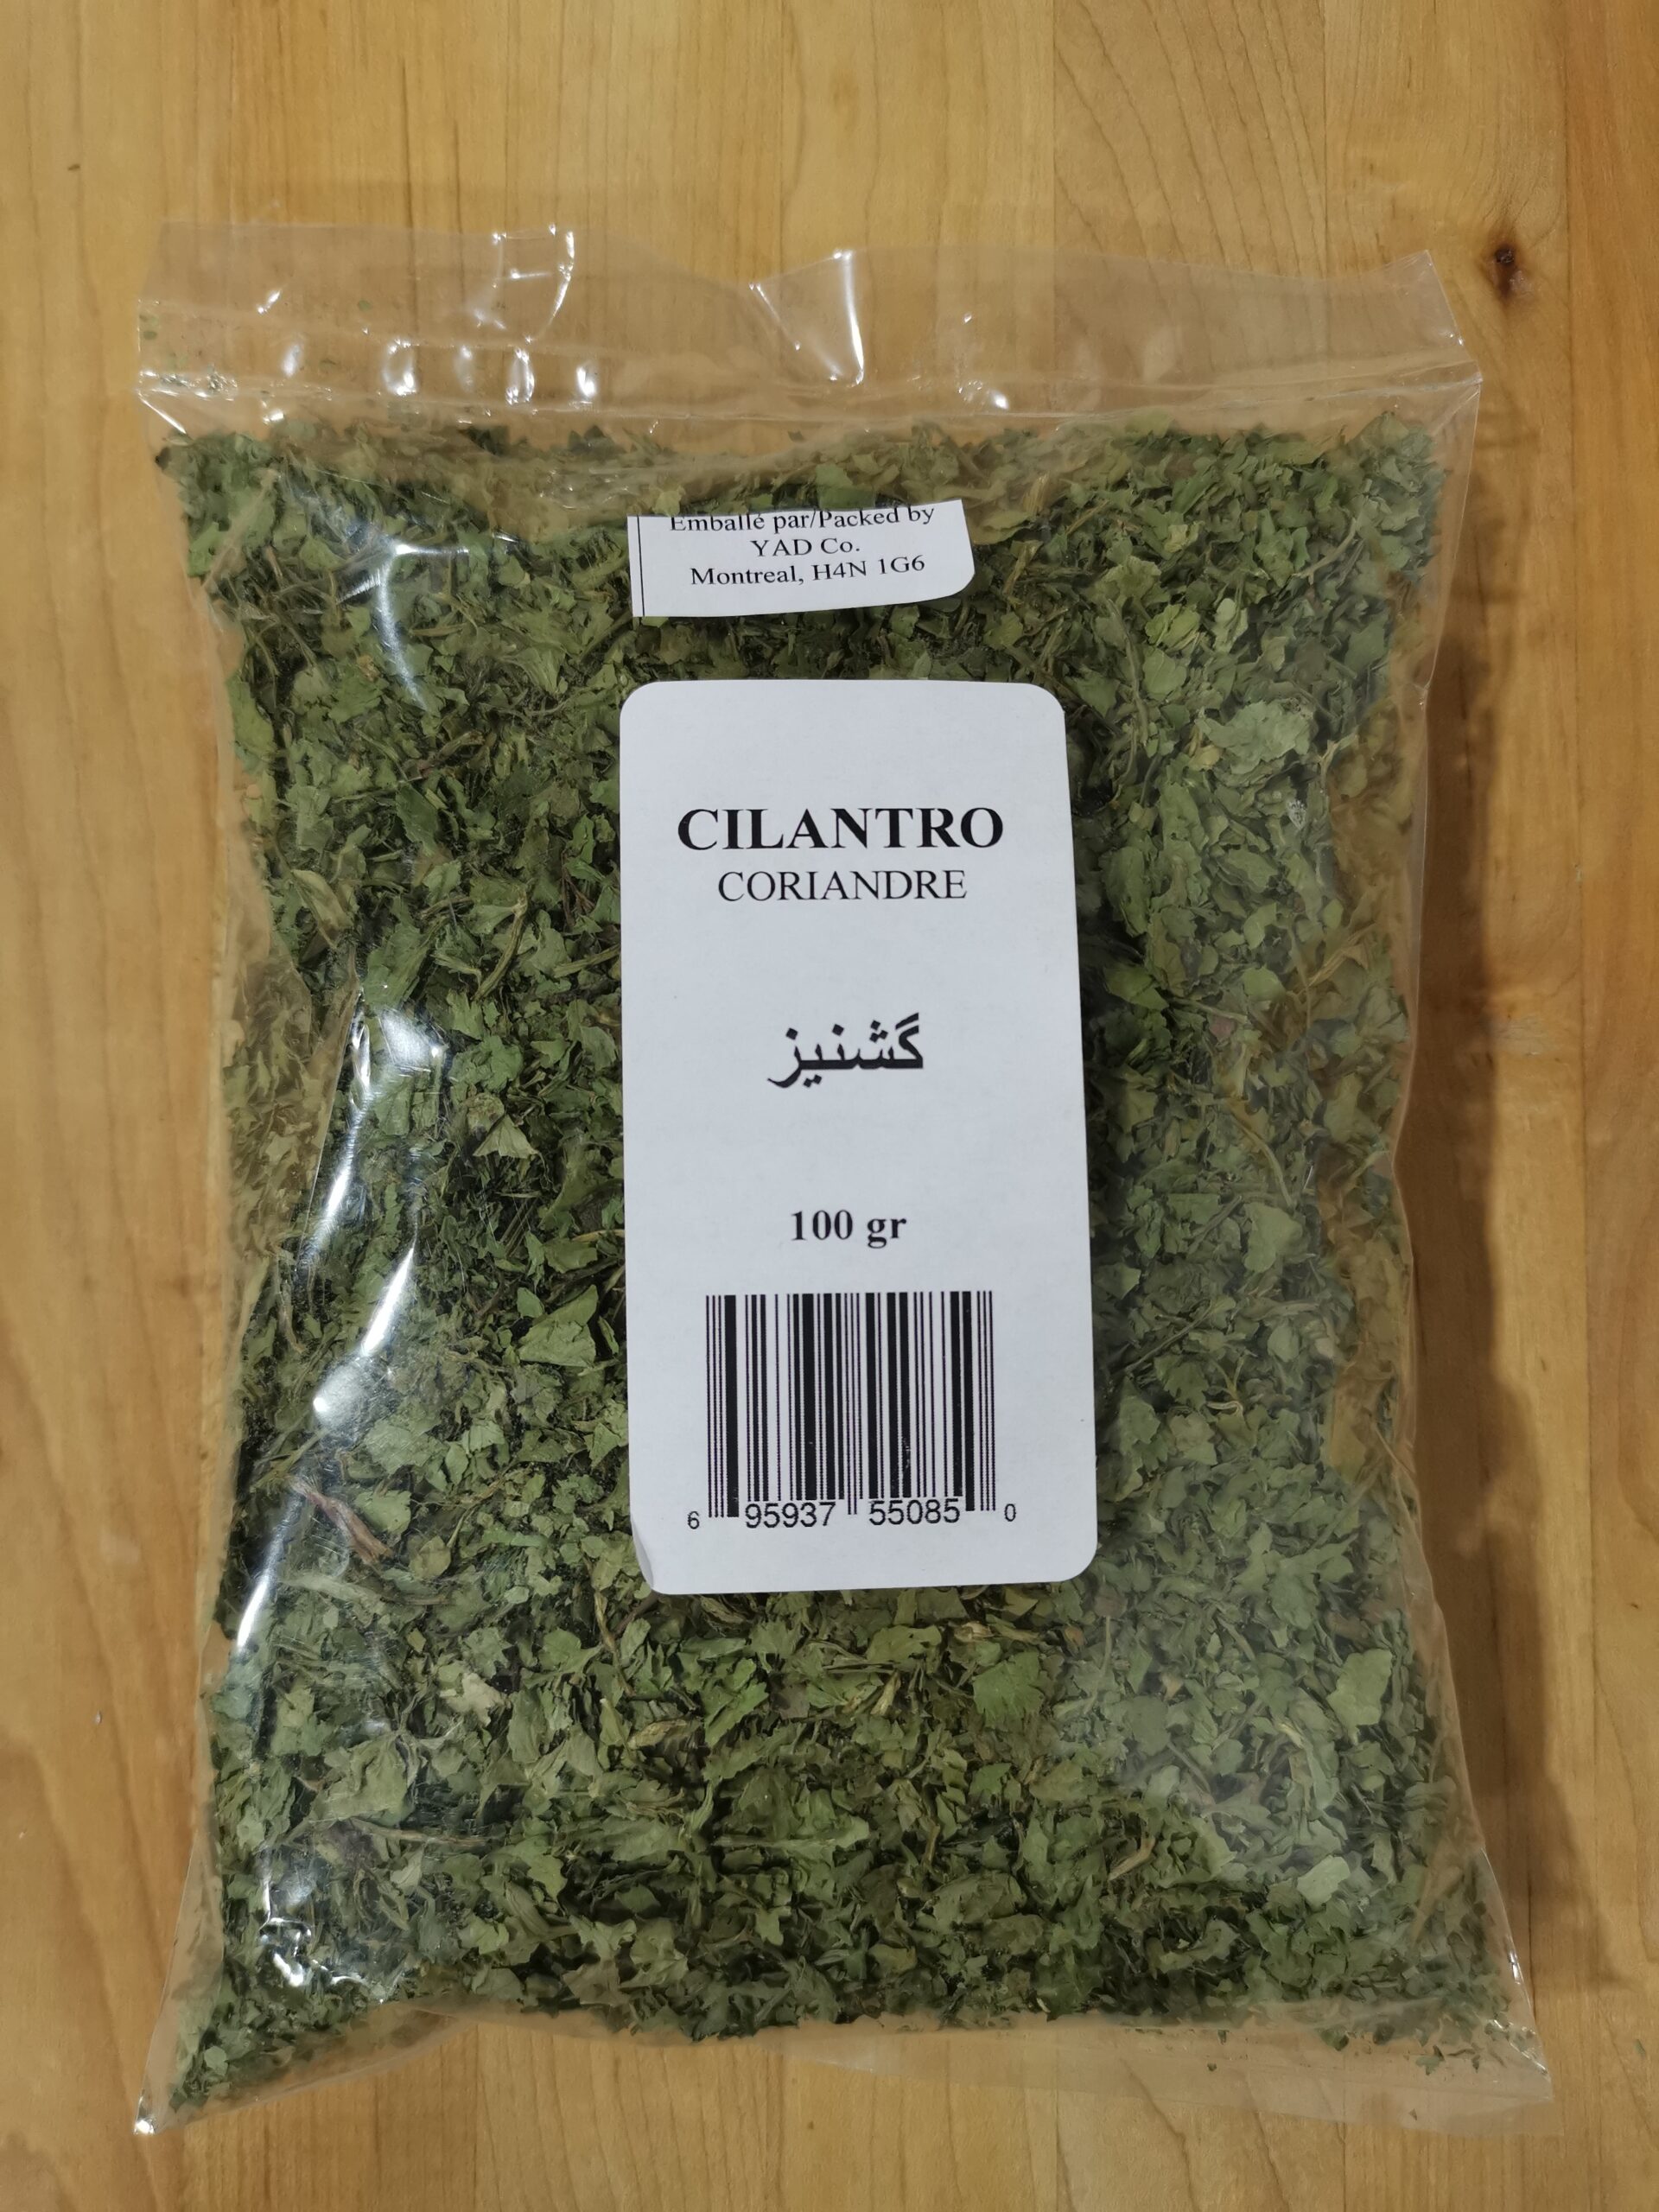 Emballé par/Packed by
YAD Co.
Montreal, H4N 1G6
CILANTRO
CORIANDRE
گشنیز
100 gr
6 95937 55085 0